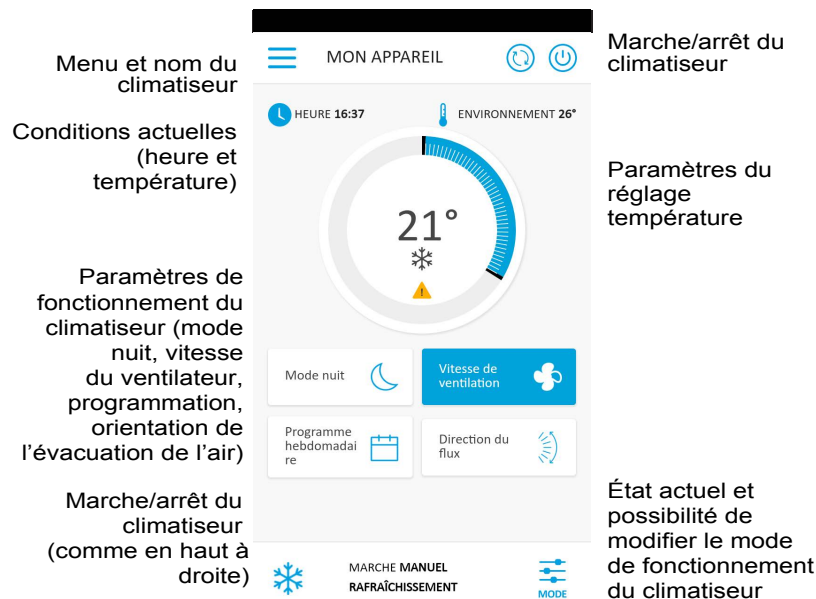 Menu et nom du
climatiseur
Conditions actuelles
(heure et
température)
Paramètres de
fonctionnement du
climatiseur (mode
nuit, vitesse
du ventilateur,
programmation,
orientation de
l'évacuation de l'air)
Marche/arrêt du
climatiseur
(comme en haut à
droite)
MON APPAREIL
HEURE 16:37
ENVIRONNEMENT 26°
21°
Mode nuit
Vitesse de
ventilation
Programme
hebdomadai
re
Direction du
flux
MARCHE MANUEL
RAFRAÎCHISSEMENT
MODE
Marche/arrêt du
climatiseur
Paramètres du
réglage
température
État actuel et
possibilité de
modifier le mode
de fonctionnement
du climatiseur